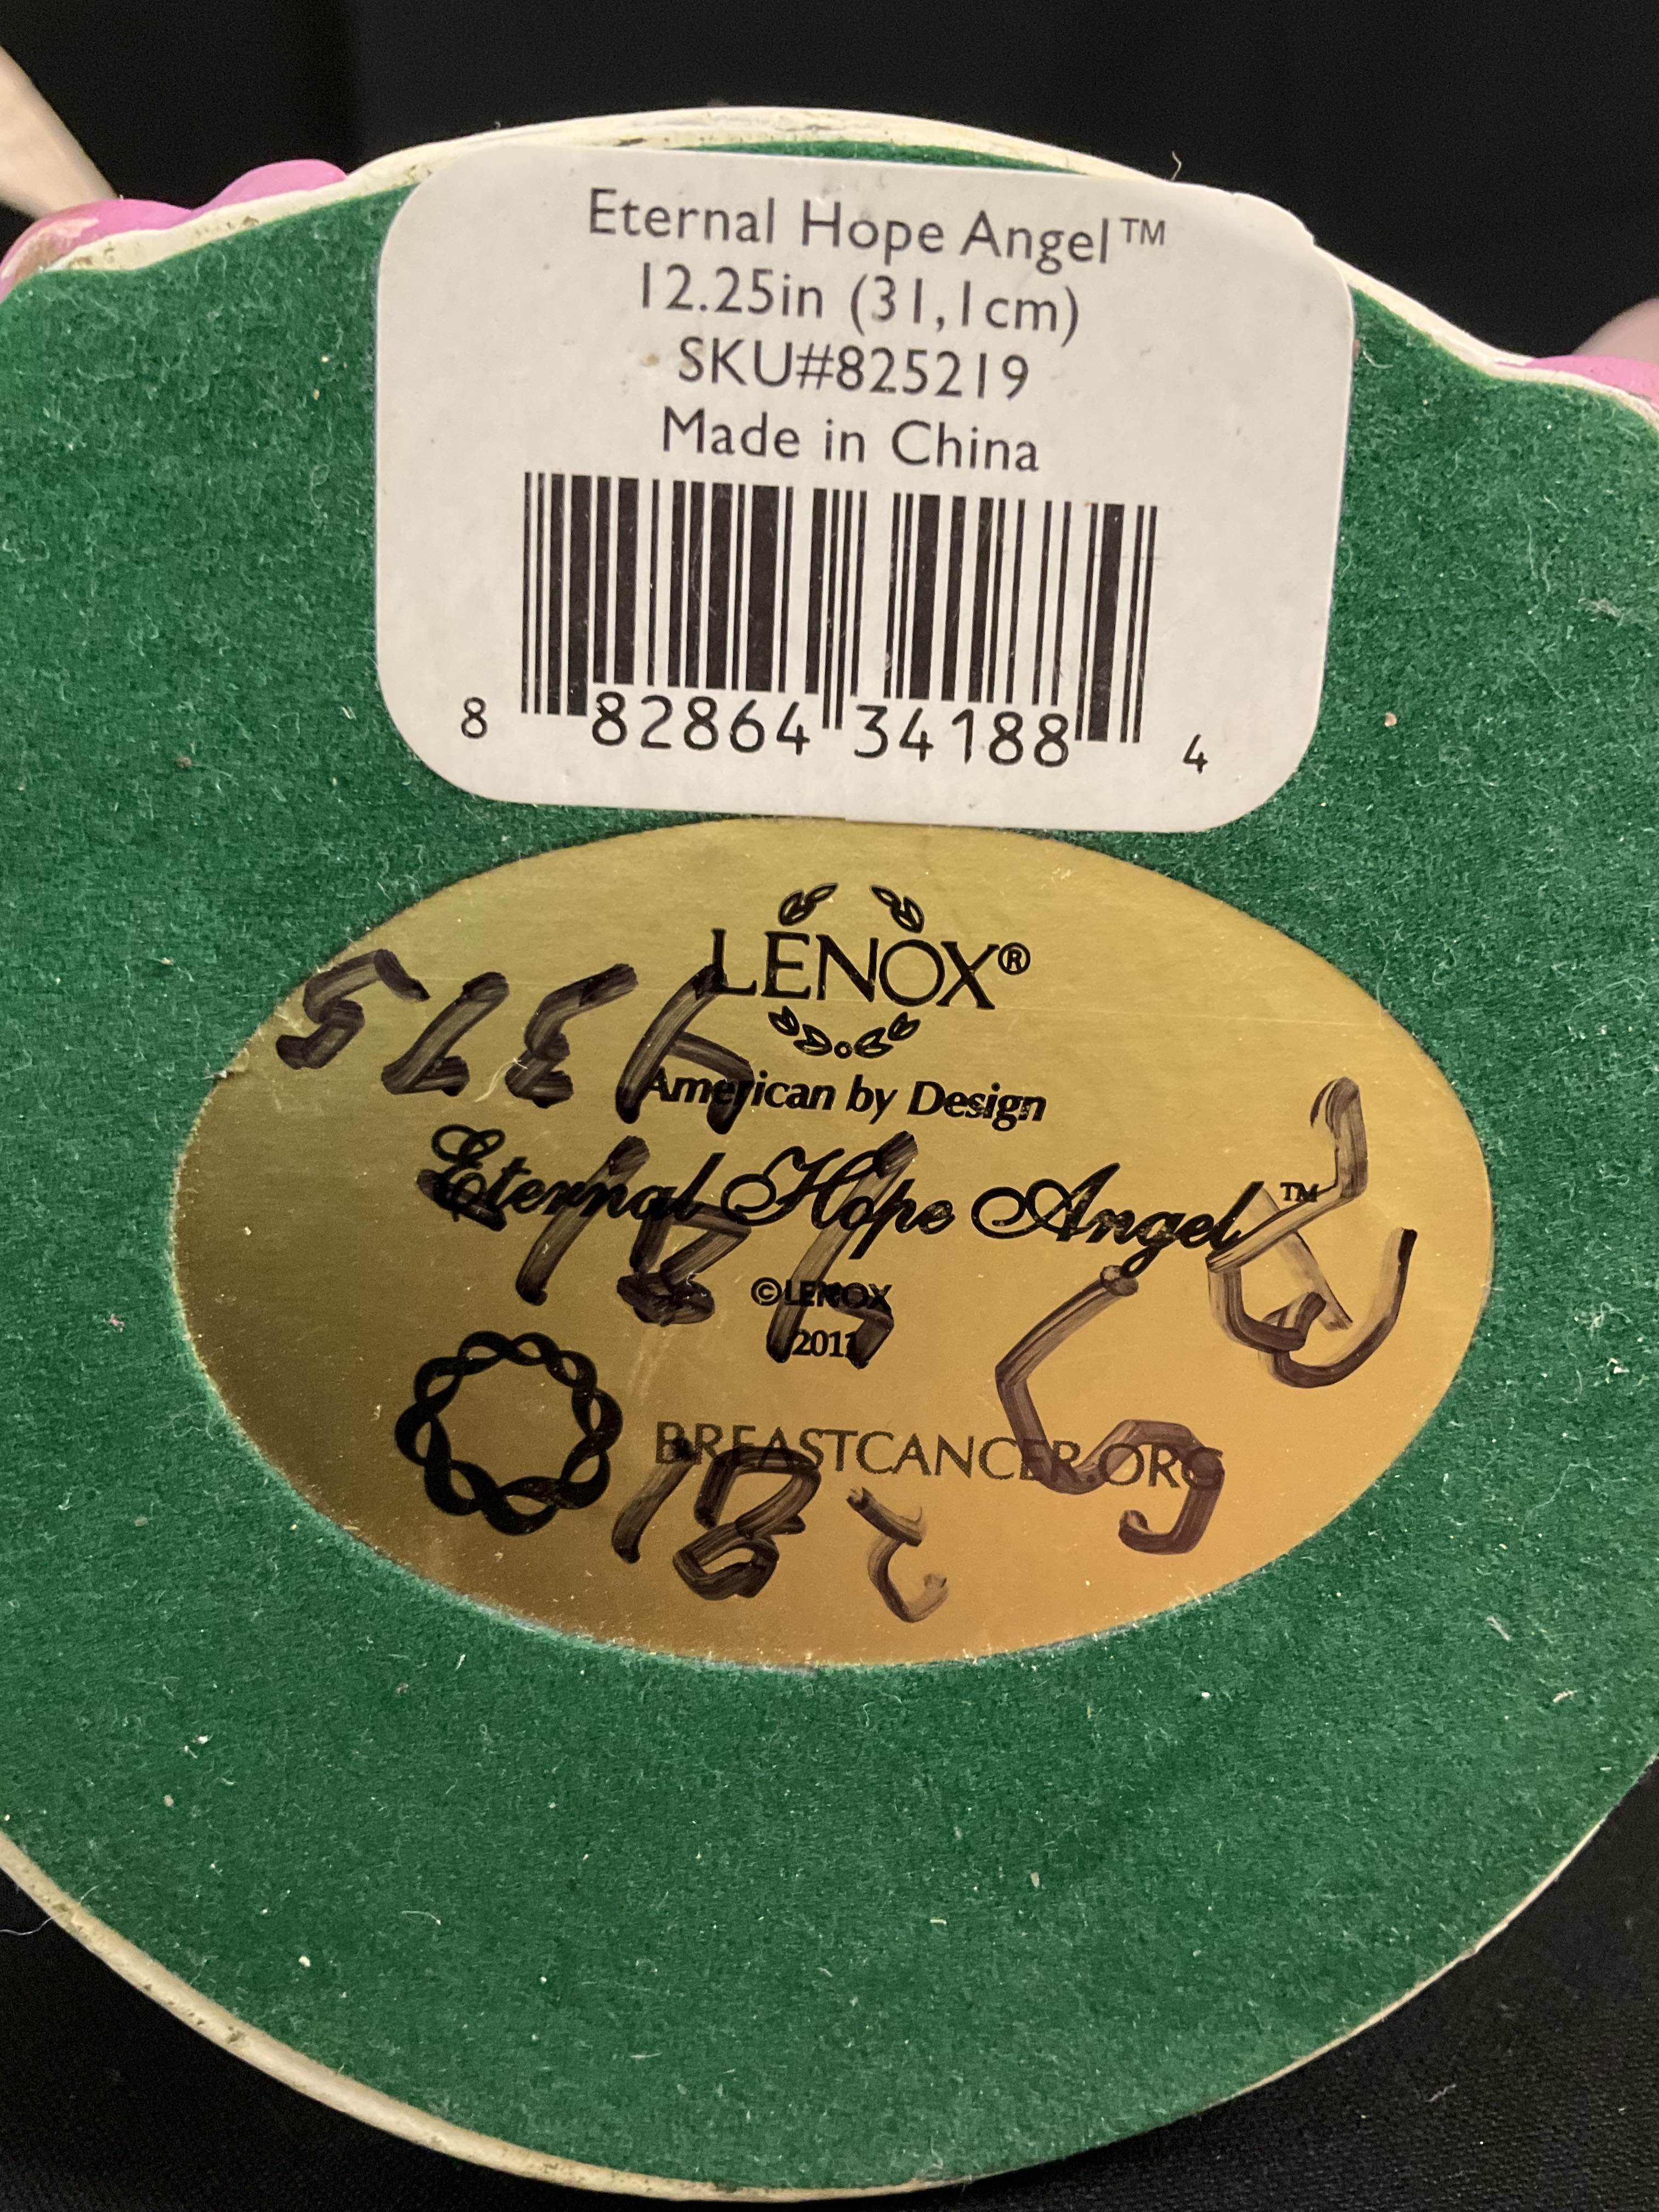 Eternal Hope Angel™
12.25in (31,1cm)
SKU#825219
Made in China
8 82864 34188 4
LENOX®
American by Design
Eternal Hope Angel™
©LENOX
2011
BREASTCANCER.ORG